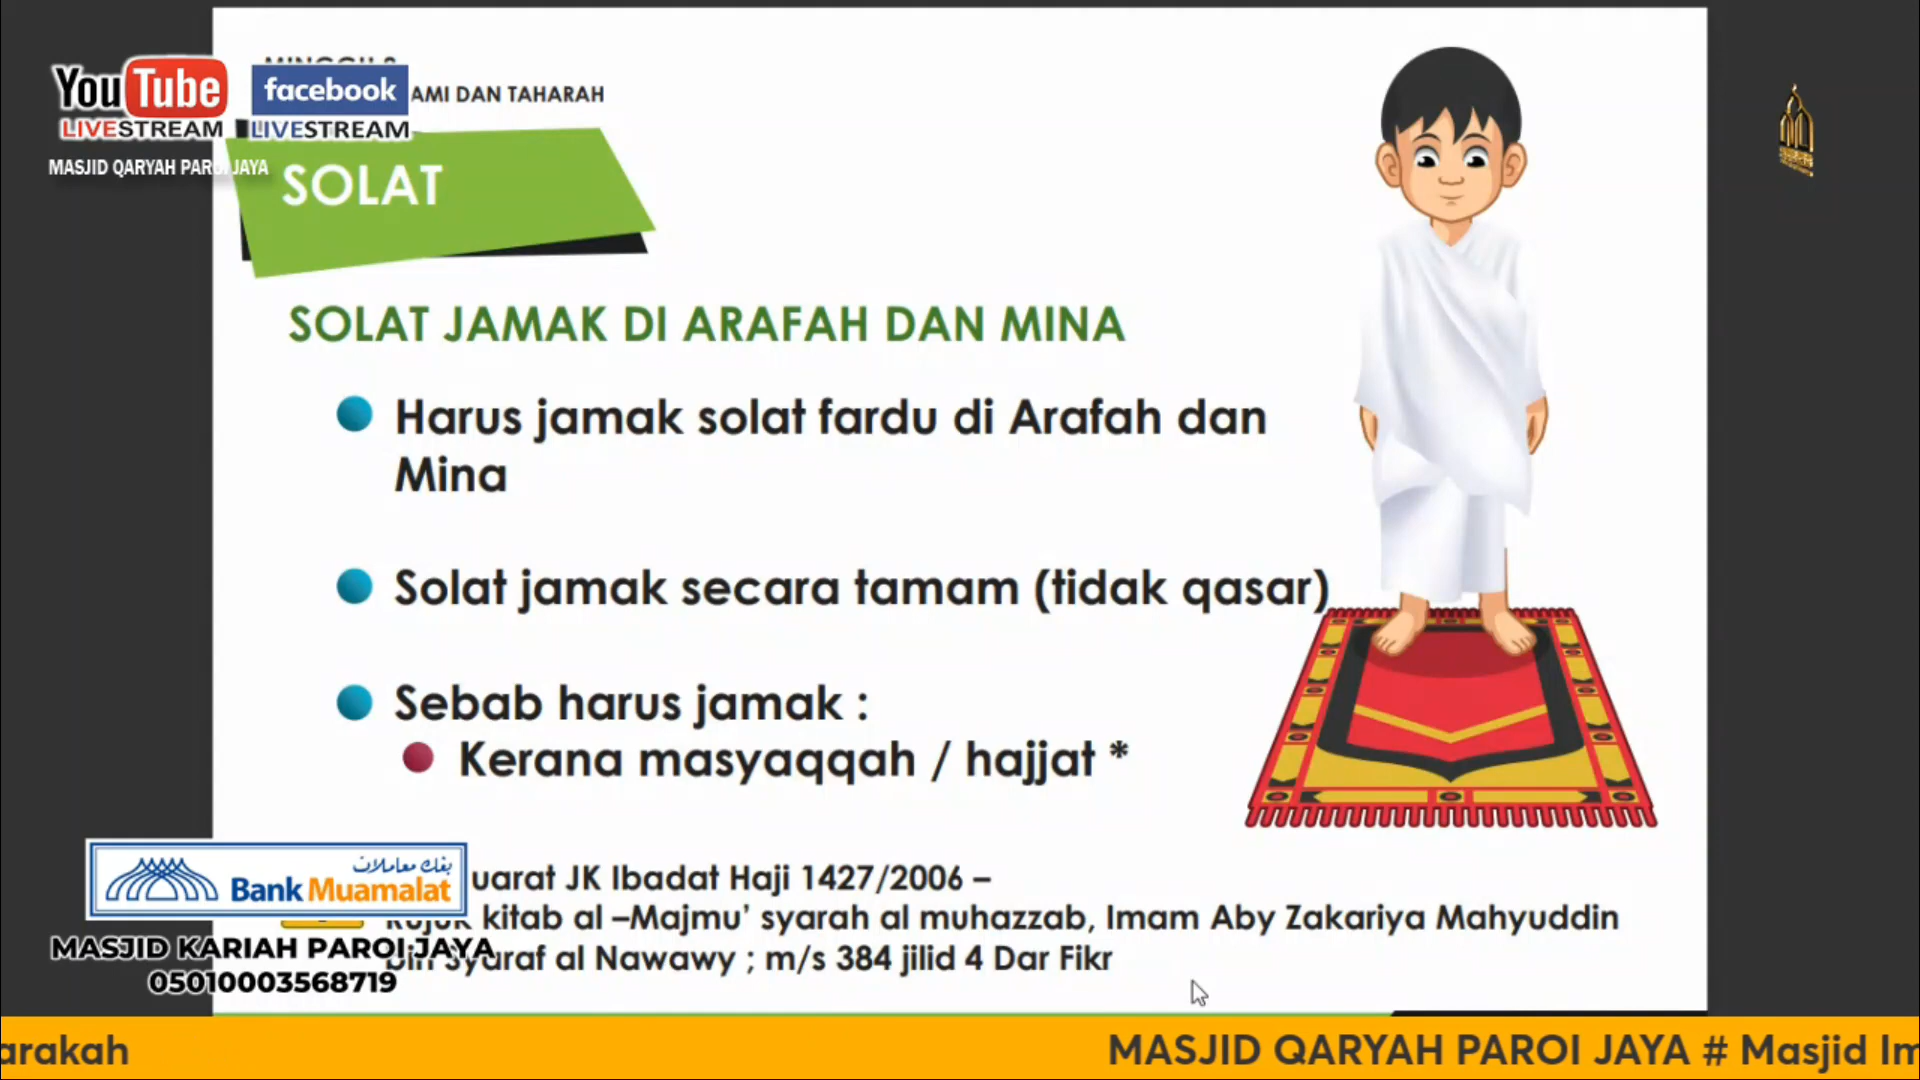 YouTube
LIVESTREAM
facebook
LIVESTREAM
MASJID QARYAH PAROI JAYA
AMI DAN TAHARAH
SOLAT
SOLAT JAMAK DI ARAFAH DAN MINA
Harus jamak solat fardu di Arafah dan
Mina
Solat jamak secara tamam (tidak qasar)
Sebab harus jamak :
Kerana masyaqqah / hajjat *
uarat JK Ibadat Haji 1427/2006 –
Rujuk kitab al –Majmu’ syarah al muhazzab, Imam Aby Zakariya Mahyuddin
bin Syaraf al Nawawy ; m/s 384 jilid 4 Dar Fikr
بنك معاملات
Bank Muamalat
MASJID KARIAH PAROI JAYA
05010003568719
arakah
MASJID QARYAH PAROI JAYA # Masjid Im